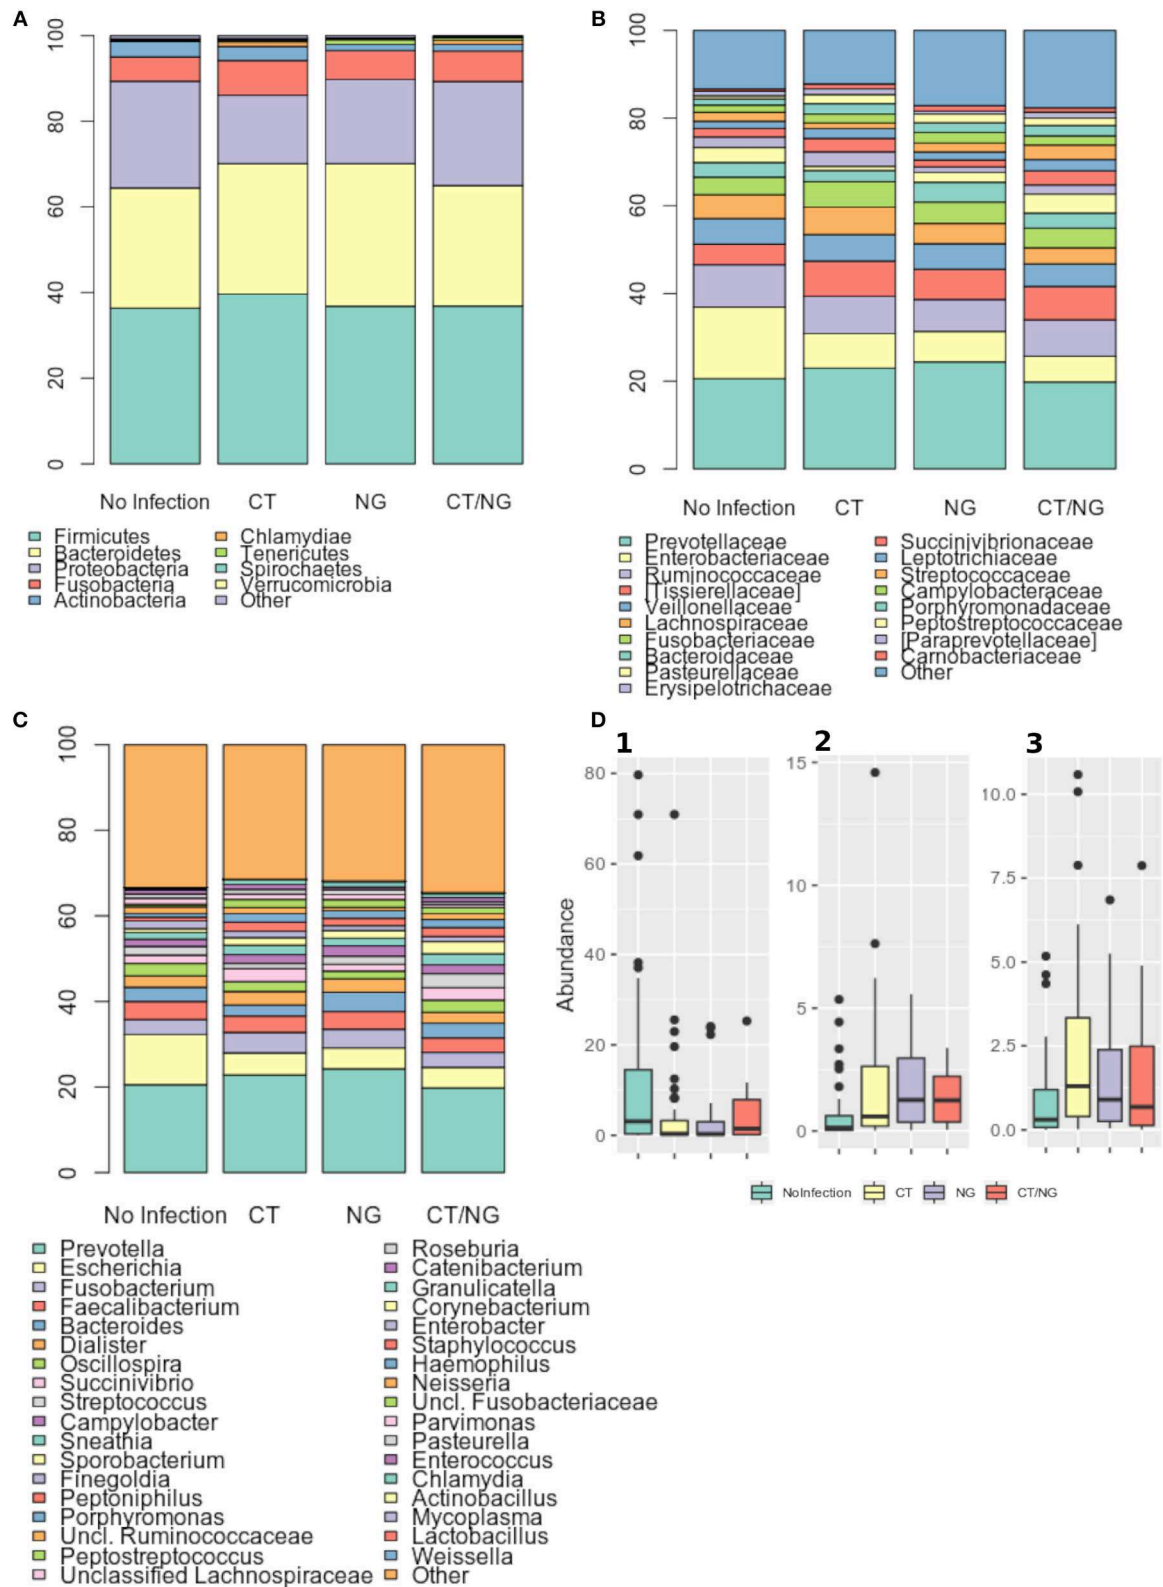 A
100
80
60
40
20
0
No Infection CT NG CT/NG
Firmicutes Chlamydiae
Bacteroidetes Tenericutes
Proteobacteria Spirochaetes
Fusobacteria Verrucomicrobia
Actinobacteria Other
B
100
80
60
40
20
0
No Infection CT NG CT/NG
Prevotellaceae Succinivibrionaceae
Enterobacteriaceae Leptotrichiaceae
Ruminococcaceae Streptococcaceae
[Tissierellaceae] Campylobacteraceae
Veillonellaceae Porphyromonadaceae
Lachnospiraceae Peptostreptococcaceae
Fusobacteriaceae [Paraprevotellaceae]
Bacteroidaceae Carnobacteriaceae
Pasteurellaceae Other
Erysipelotrichaceae
C
100
80
60
40
20
0
No Infection CT NG CT/NG
Prevotella Roseburia
Escherichia Catenibacterium
Fusobacterium Granulicatella
Faecalibacterium Corynebacterium
Bacteroides Enterobacter
Dialister Staphylococcus
Oscillospira Haemophilus
Succinivibrio Neisseria
Streptococcus Uncl. Fusobacteriaceae
Campylobacter Parvimonas
Sneathia Pasteurella
Sporobacterium Enterococcus
Finegoldia Chlamydia
Peptoniphilus Actinobacillus
Porphyromonas Mycoplasma
Uncl. Ruminococcaceae Lactobacillus
Peptostreptococcus Weissella
Unclassified Lachnospiraceae Other
D
1
Abundance
80
60
40
20
0
2
15
10
5
0
3
10.0
7.5
5.0
2.5
0.0
NoInfection CT NG CT/NG